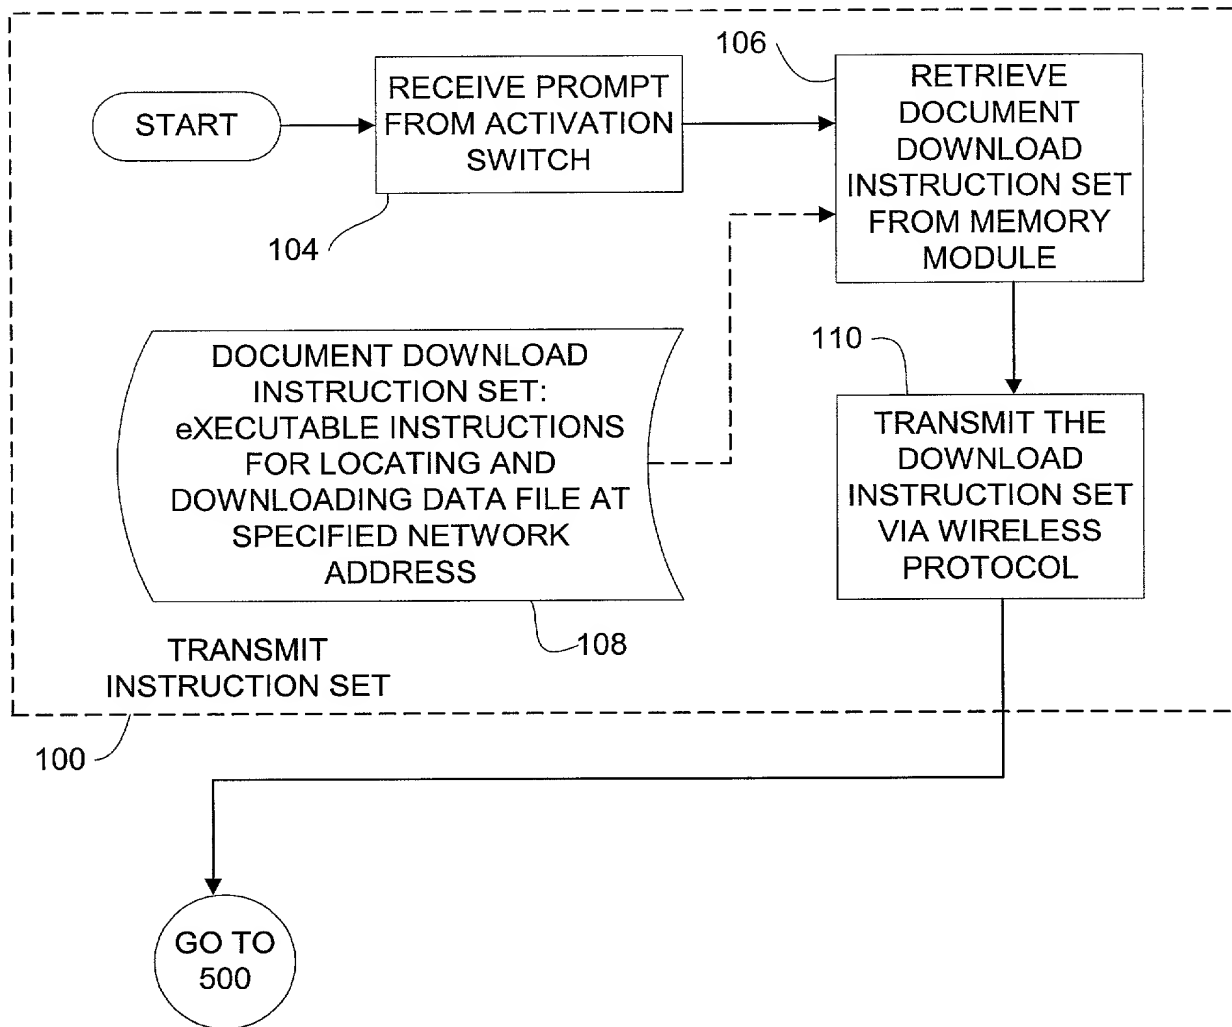 START
RECEIVE PROMPT
FROM ACTIVATION
SWITCH
104
106
RETRIEVE
DOCUMENT
DOWNLOAD
INSTRUCTION SET
FROM MEMORY
MODULE
DOCUMENT DOWNLOAD
INSTRUCTION SET:
eXECUTABLE INSTRUCTIONS
FOR LOCATING AND
DOWNLOADING DATA FILE AT
SPECIFIED NETWORK
ADDRESS
108
110
TRANSMIT THE
DOWNLOAD
INSTRUCTION SET
VIA WIRELESS
PROTOCOL
TRANSMIT
INSTRUCTION SET
100
GO TO
500